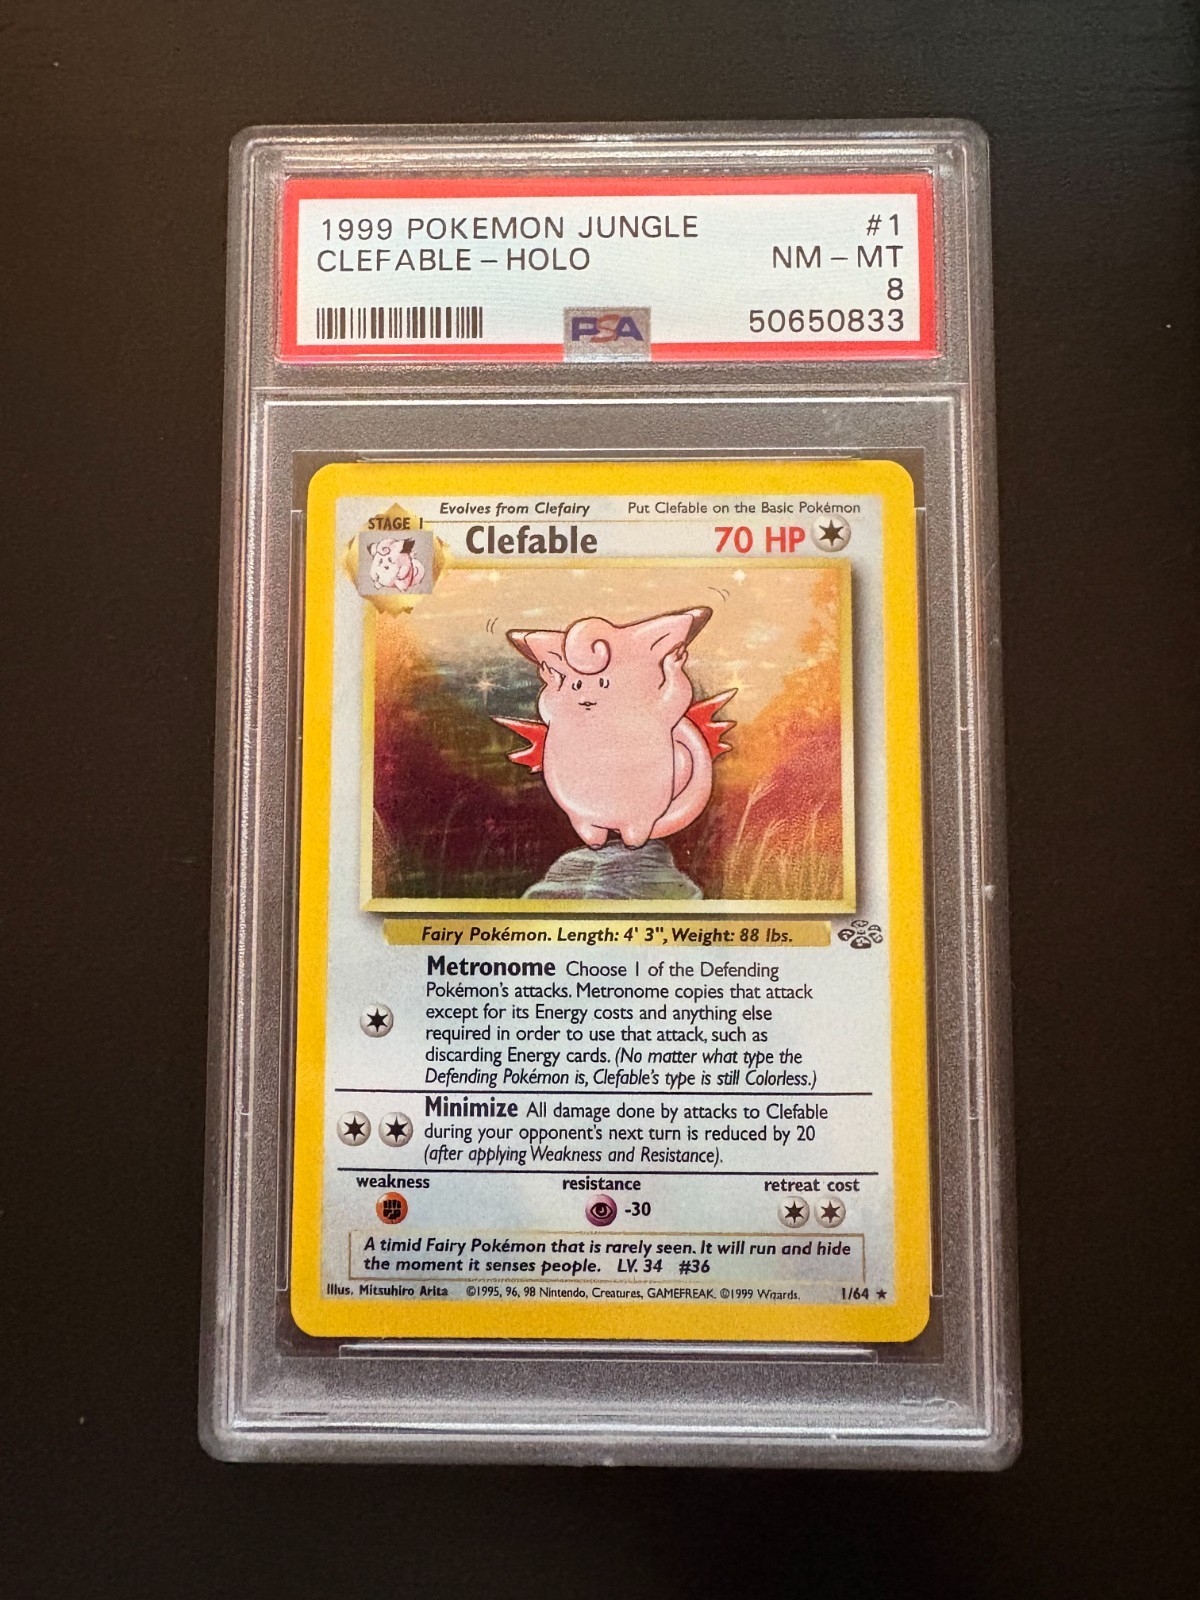 1999 POKEMON JUNGLE #1
CLEFABLE – HOLO NM – MT
8
PSA 50650833
Evolves from Clefairy Put Clefable on the Basic Pokémon
STAGE 1
Clefable 70 HP
Fairy Pokémon. Length: 4' 3", Weight: 88 lbs.
Metronome Choose 1 of the Defending
Pokémon's attacks. Metronome copies that attack
except for its Energy costs and anything else
required in order to use that attack, such as
discarding Energy cards. (No matter what type the
Defending Pokémon is, Clefable's type is still Colorless.)
Minimize All damage done by attacks to Clefable
during your opponent's next turn is reduced by 20
(after applying Weakness and Resistance).
weakness resistance retreat cost
-30
A timid Fairy Pokémon that is rarely seen. It will run and hide
the moment it senses people. LV. 34 #36
Illus. Mitsuhiro Arita ©1995, 96, 98 Nintendo, Creatures, GAMEFREAK. ©1999 Wizards. 1/64 ★